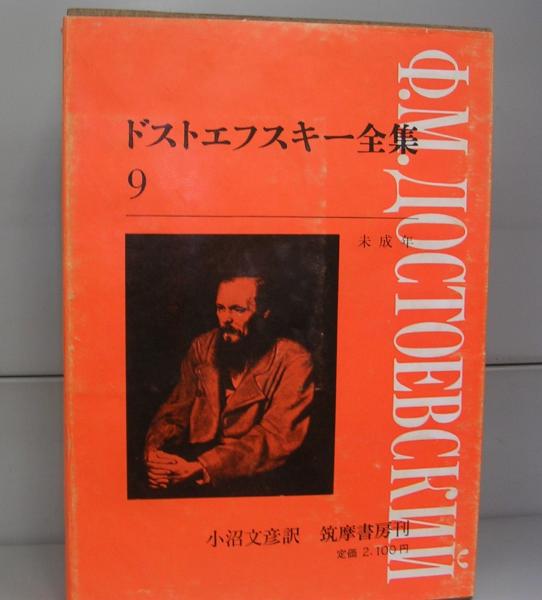 ドストエフスキー全集
9
未成年
Ф.М.ДОСТОЕВСКИЙ
小沼文彦訳 筑摩書房刊
定価 2,100円